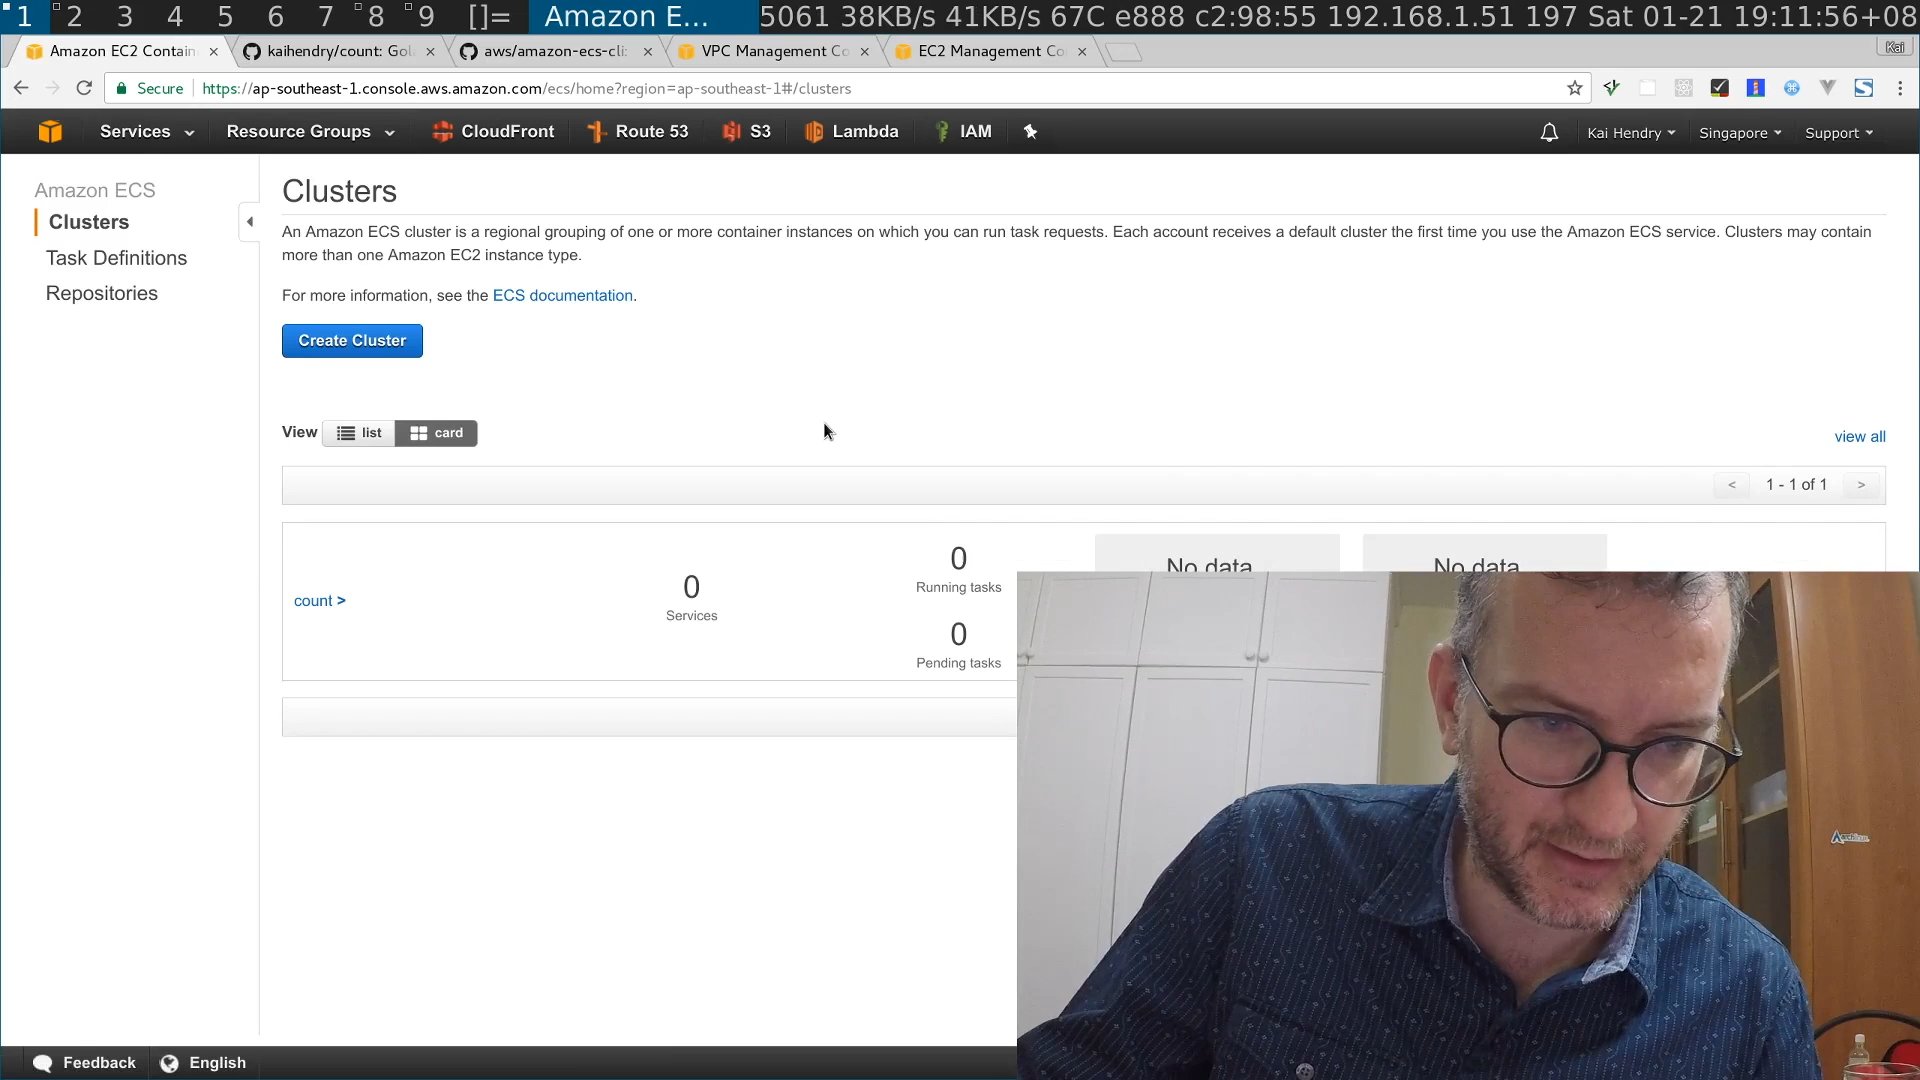 1 2 3 4 5 6 7 8 9 []= Amazon E... 5061 38KB/s 41KB/s 67C e888 c2:98:55 192.168.1.51 197 Sat 01-21 19:11:56+08
Amazon EC2 Contain kaihendry/count: Gol aws/amazon-ecs-cli: VPC Management Co EC2 Management Co Kai
Secure https://ap-southeast-1.console.aws.amazon.com/ecs/home?region=ap-southeast-1#/clusters
Services Resource Groups CloudFront Route 53 S3 Lambda IAM Kai Hendry Singapore Support
Amazon ECS
Clusters
Task Definitions
Repositories
Clusters
An Amazon ECS cluster is a regional grouping of one or more container instances on which you can run task requests. Each account receives a default cluster the first time you use the Amazon ECS service. Clusters may contain
more than one Amazon EC2 instance type.
For more information, see the ECS documentation.
Create Cluster
View list card
view all
< 1 - 1 of 1 >
count >
0
Services
0
Running tasks
0
Pending tasks
No data
No data
Feedback English